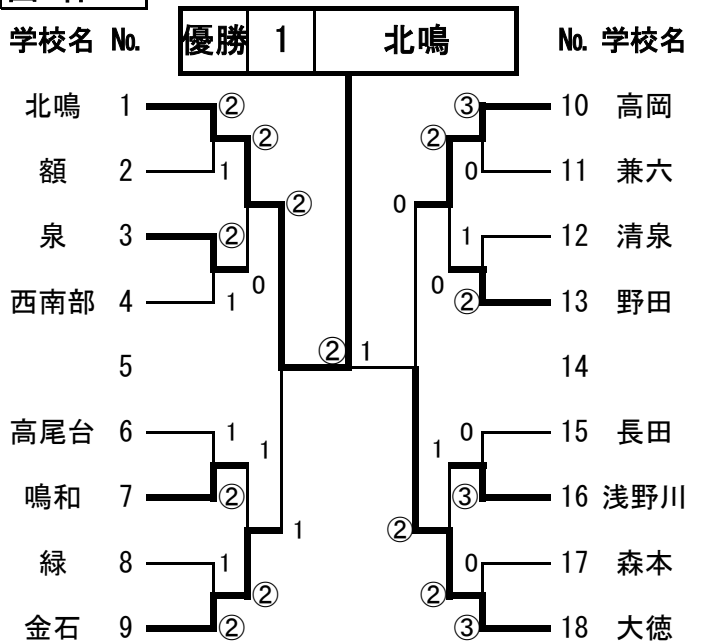 優勝 1 北鳴
学校名 No. No. 学校名
北鳴 1 ② ③ 10 高岡
② ②
額 2 1 0 11 兼六
② 0
泉 3 ② 1 12 清泉
0 0
西南部 4 1 ② 13 野田
② 1
5 14
高尾台 6 1 0 15 長田
1 1
鳴和 7 ② ③ 16 浅野川
1 ②
緑 8 1 0 17 森本
② ②
金石 9 ② ③ 18 大徳